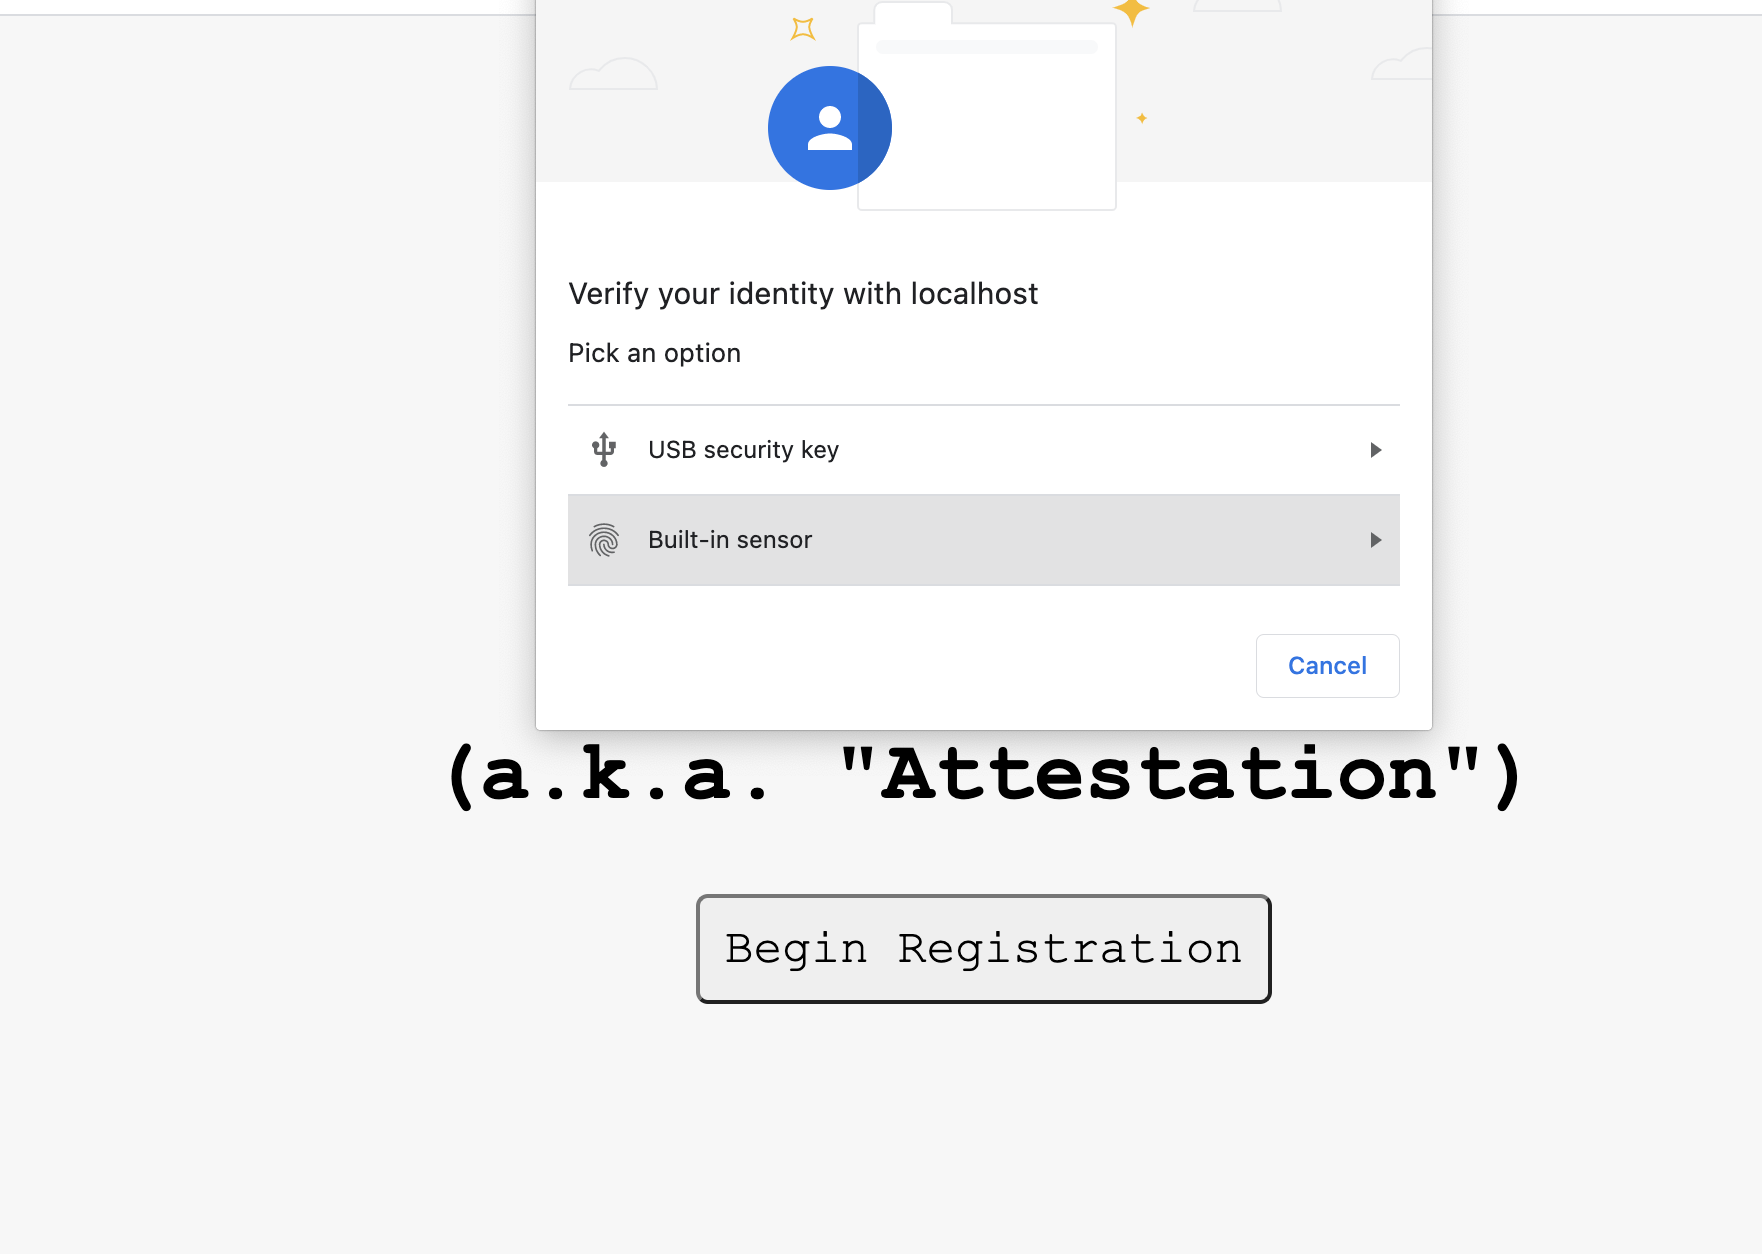 Verify your identity with localhost
Pick an option
USB security key
Built-in sensor
Cancel
(a.k.a. "Attestation")
Begin Registration